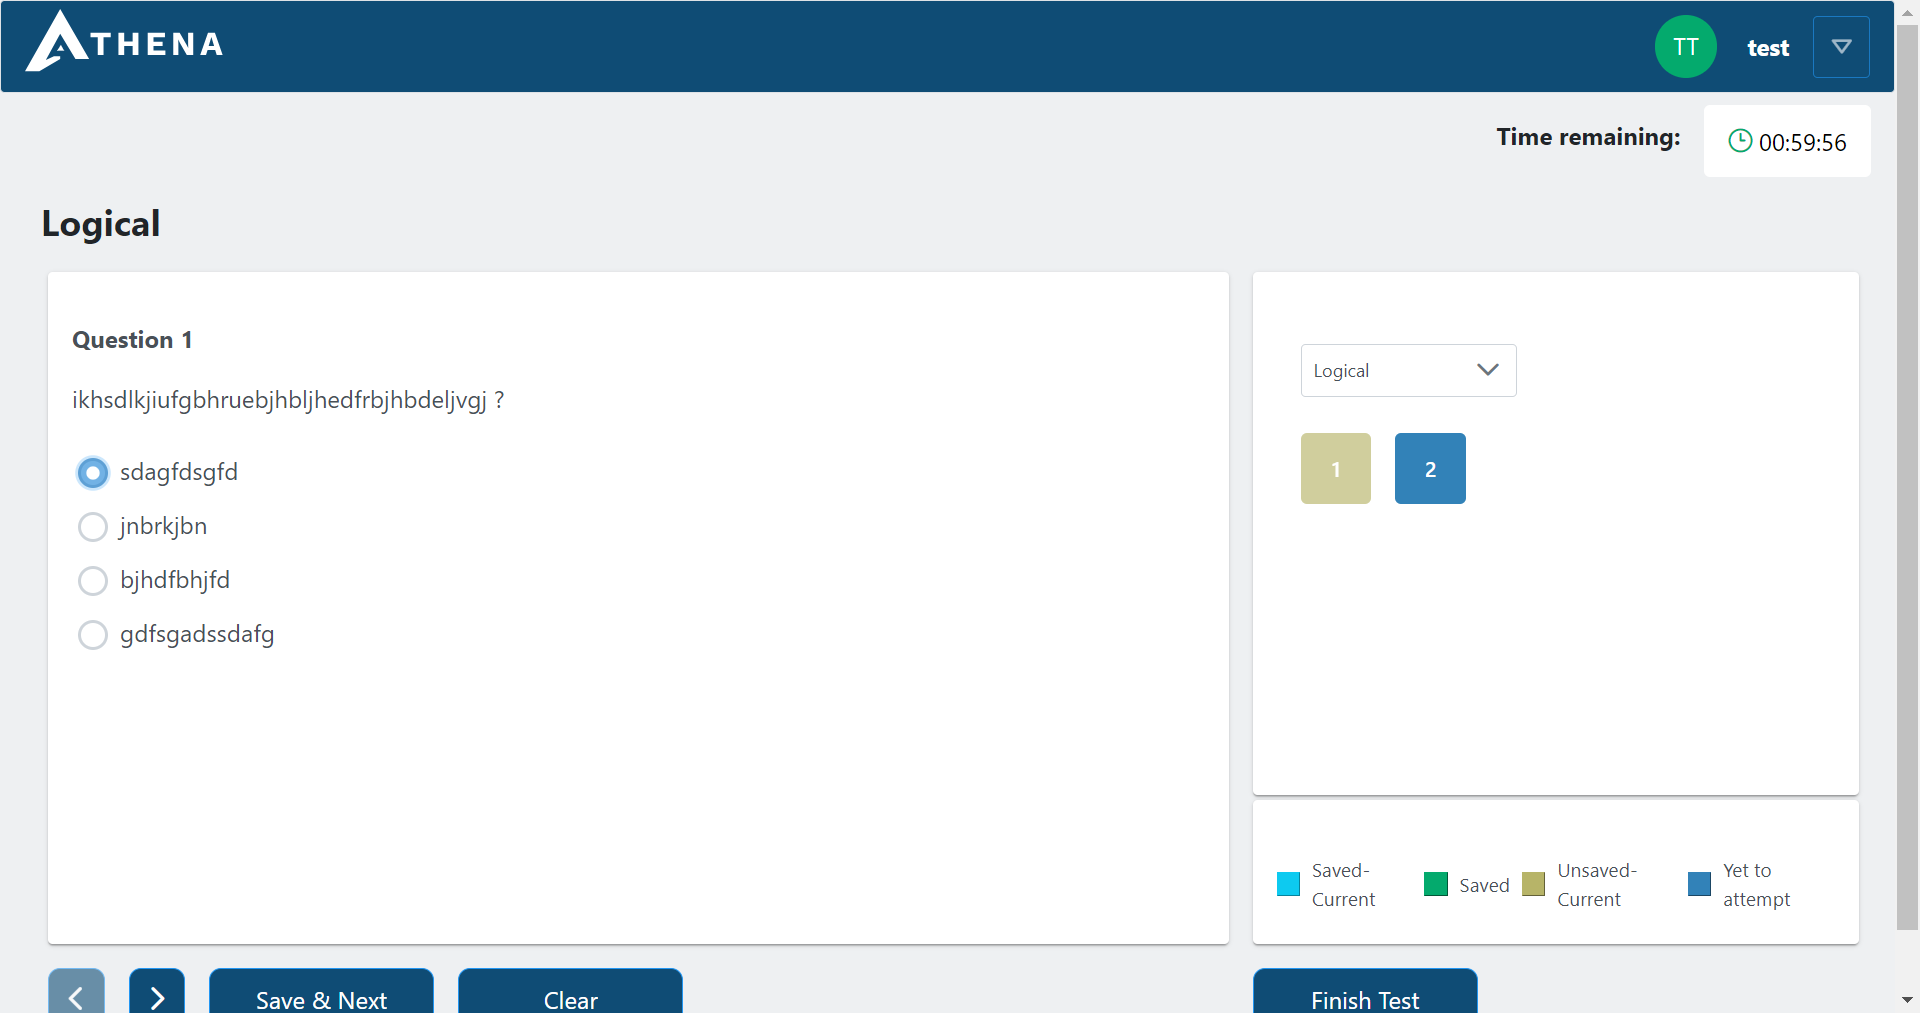 ATHENA
TT
test
Time remaining:
00:59:56
Logical
Question 1
ikhsdlkjiufgbhruebjhbljhedfrbjhbdeljvgj ?
sdagfdsgfd
jnbrkjbn
bjhdfbhjfd
gdfsgadssdafg
Logical
1
2
Saved-
Current
Saved
Unsaved-
Current
Yet to
attempt
Save & Next
Clear
Finish Test